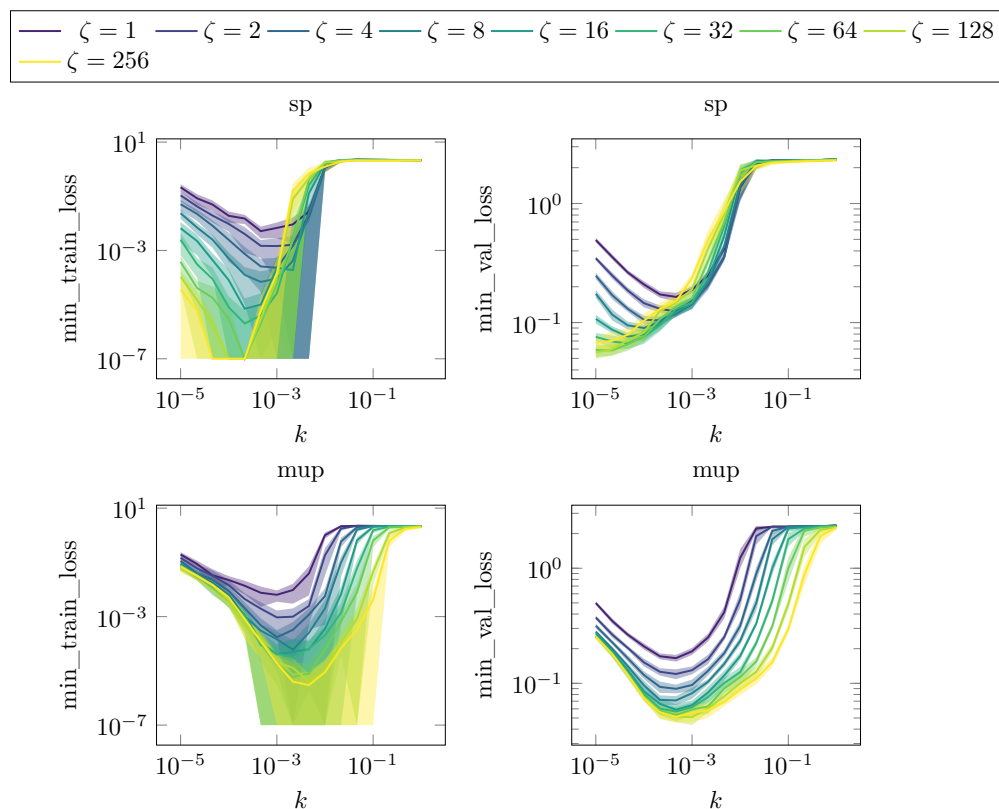 ζ = 1 ζ = 2 ζ = 4 ζ = 8 ζ = 16 ζ = 32 ζ = 64 ζ = 128
ζ = 256
sp
10^1
10^−3
10^−7
min_train_loss
10^−5 10^−3 10^−1
k
sp
10^0
10^−1
min_val_loss
10^−5 10^−3 10^−1
k
mup
10^1
10^−3
10^−7
min_train_loss
10^−5 10^−3 10^−1
k
mup
10^0
10^−1
min_val_loss
10^−5 10^−3 10^−1
k